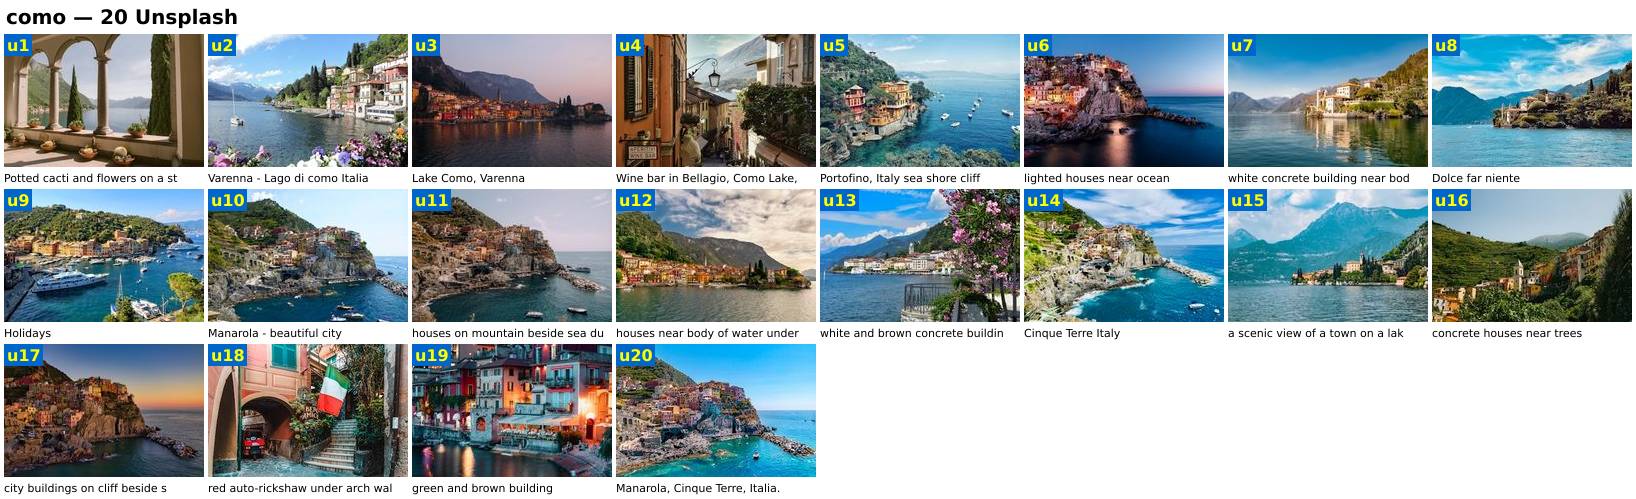 como — 20 Unsplash
u1
u2
u3
u4
u5
u6
u7
u8
WINE BAR
Potted cacti and flowers on a st
Varenna - Lago di como Italia
Lake Como, Varenna
Wine bar in Bellagio, Como Lake,
Portofino, Italy sea shore cliff
lighted houses near ocean
white concrete building near bod
Dolce far niente
u9
u10
u11
u12
u13
u14
u15
u16
Holidays
Manarola - beautiful city
houses on mountain beside sea du
houses near body of water under
white and brown concrete buildin
Cinque Terre Italy
a scenic view of a town on a lak
concrete houses near trees
u17
u18
u19
u20
city buildings on cliff beside s
red auto-rickshaw under arch wal
green and brown building
Manarola, Cinque Terre, Italia.